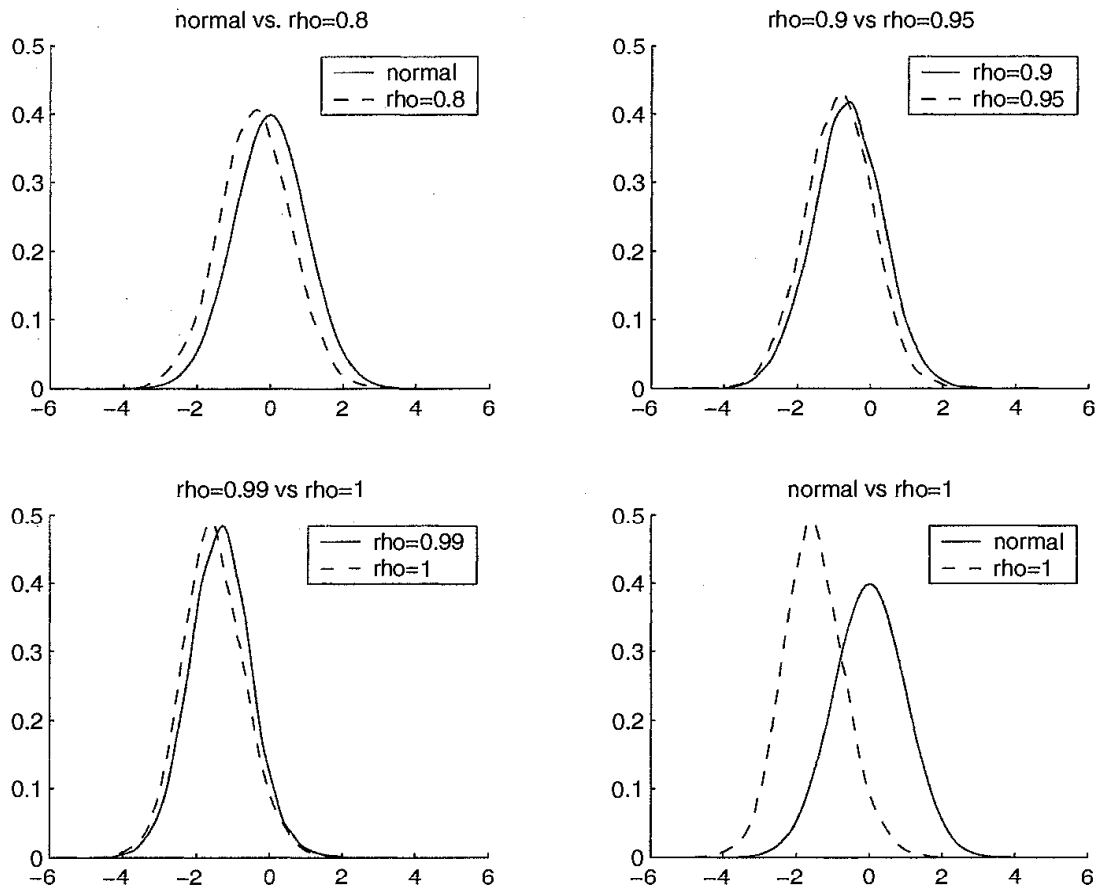 normal vs. rho=0.8
0.5
0.4
0.3
0.2
0.1
0
−6 −4 −2 0 2 4 6
normal
rho=0.8
rho=0.9 vs rho=0.95
0.5
0.4
0.3
0.2
0.1
0
−6 −4 −2 0 2 4 6
rho=0.9
rho=0.95
rho=0.99 vs rho=1
0.5
0.4
0.3
0.2
0.1
0
−6 −4 −2 0 2 4 6
rho=0.99
rho=1
normal vs rho=1
0.5
0.4
0.3
0.2
0.1
0
−6 −4 −2 0 2 4 6
normal
rho=1